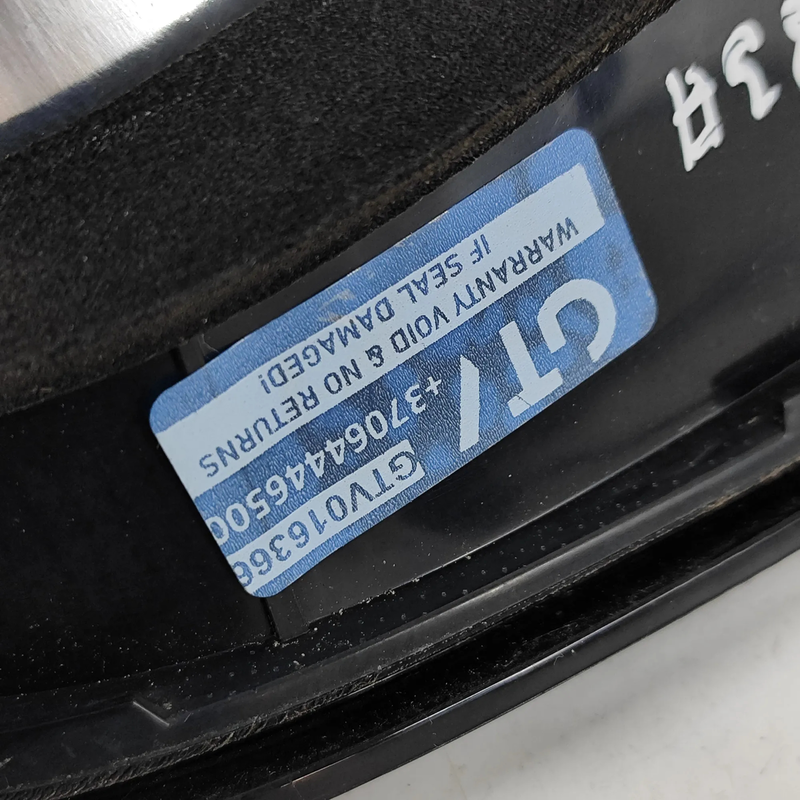 GT/
GTV016366
+37064446500
WARRANTY VOID & NO RETURNS
IF SEAL DAMAGED!